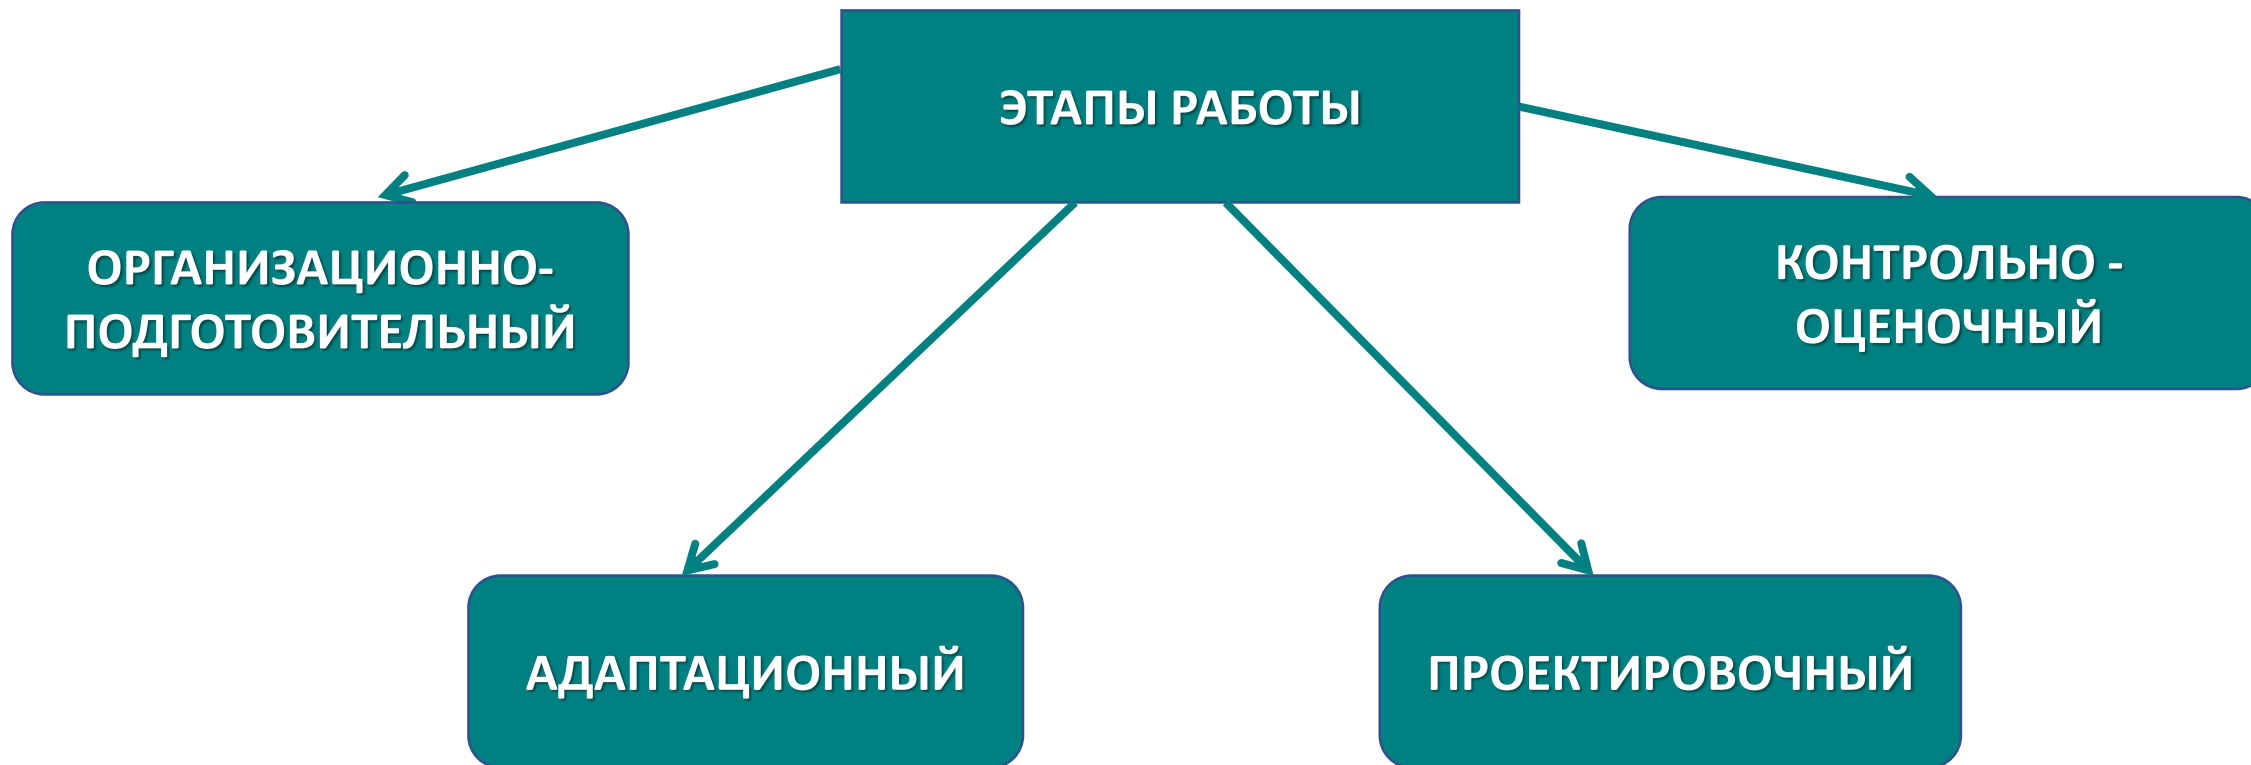 ЭТАПЫ РАБОТЫ
ОРГАНИЗАЦИОННО-
ПОДГОТОВИТЕЛЬНЫЙ
КОНТРОЛЬНО -
ОЦЕНОЧНЫЙ
АДАПТАЦИОННЫЙ
ПРОЕКТИРОВОЧНЫЙ